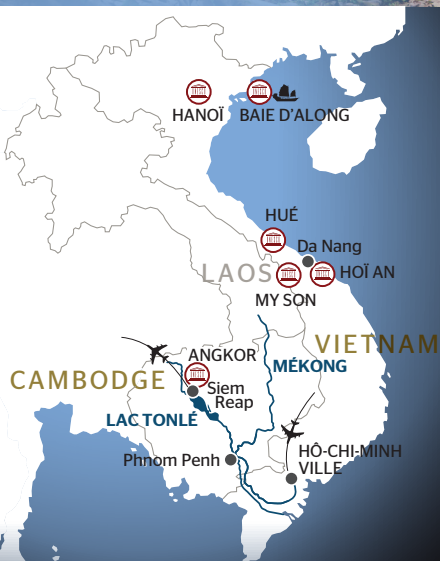 HANOÏ
BAIE D'ALONG
HUÉ
Da Nang
LAOS
HOÏ AN
MY SON
VIETNAM
ANGKOR
MÉKONG
CAMBODGE
Siem
Reap
LAC TONLÉ
Phnom Penh
HÔ-CHI-MINH
VILLE